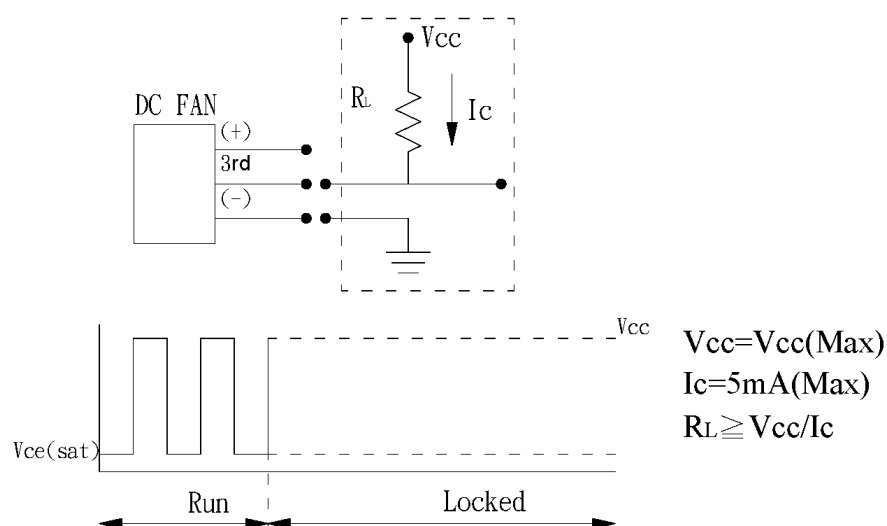 Vcc
RL
Ic
DC FAN
(+)
3rd
(-)
Vcc
Vcc=Vcc(Max)
Ic=5mA(Max)
RL≧Vcc/Ic
Vce(sat)
Run
Locked